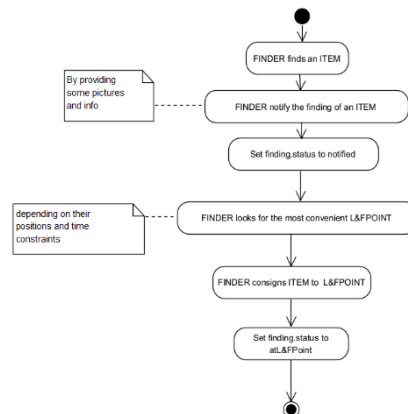 FINDER finds an ITEM
By providing
some pictures
and info
FINDER notify the finding of an ITEM
Set finding.status to notified
depending on their
positions and time
constraints
FINDER looks for the most convenient L&FPOINT
FINDER consigns ITEM to L&FPOINT
Set finding.status to
atL&FPoint